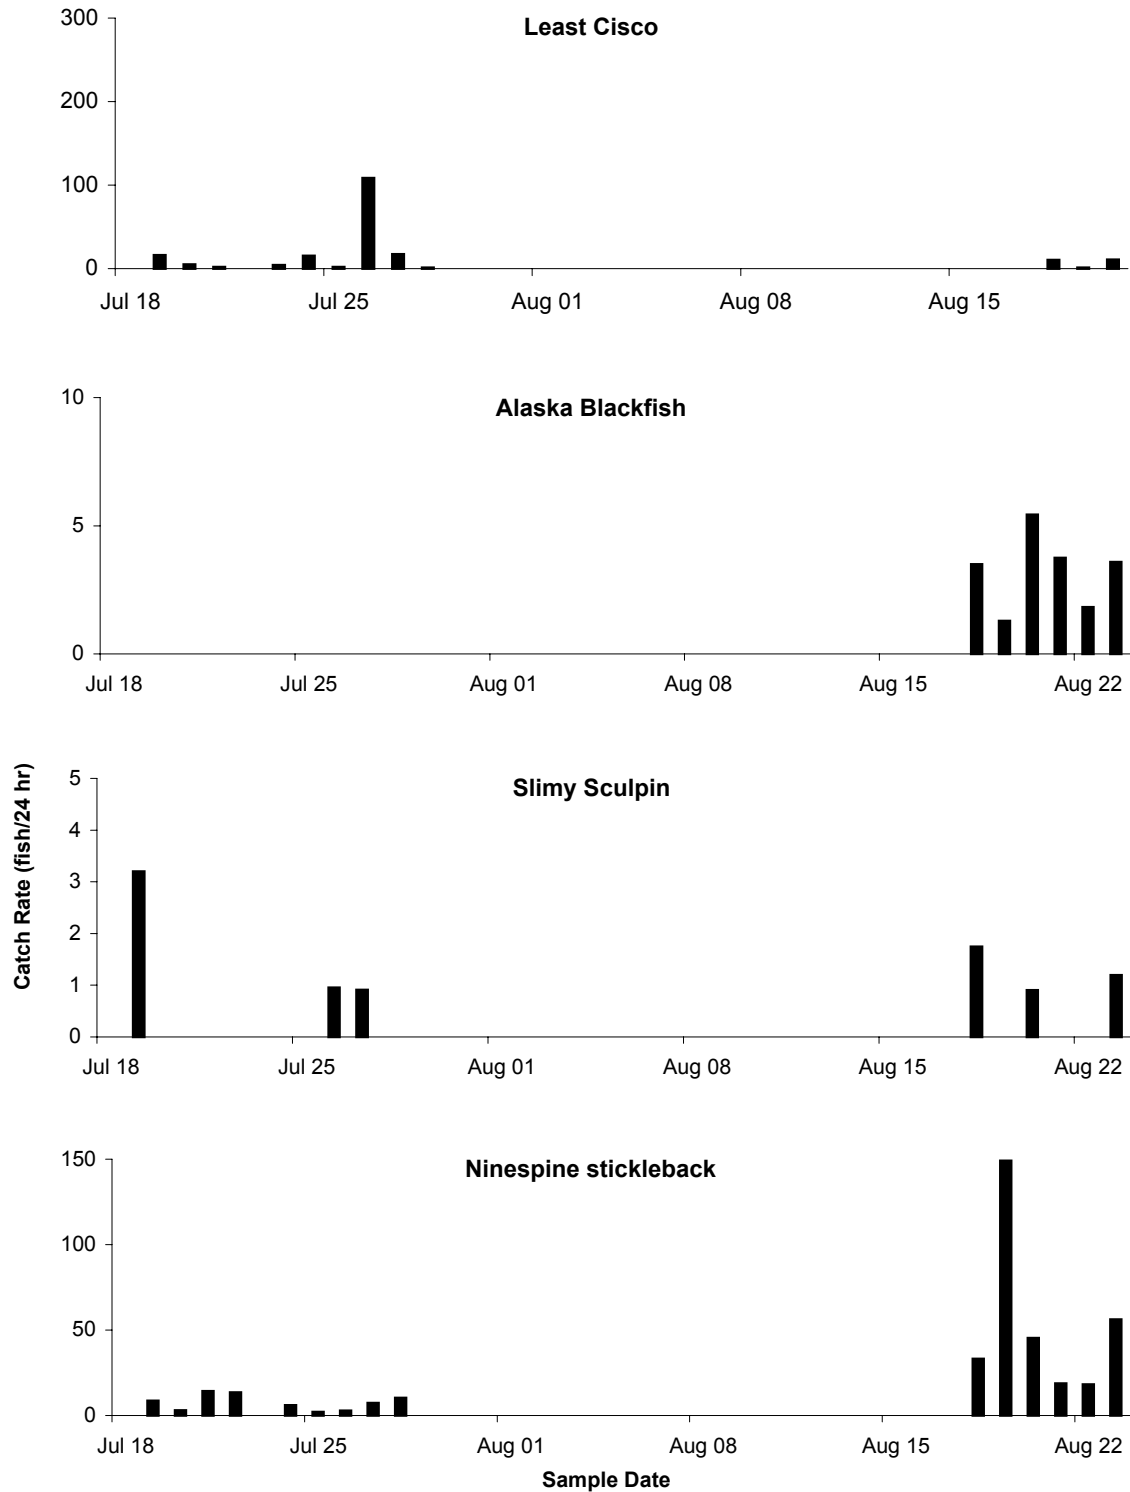 Least Cisco
300
200
100
0
Jul 18 Jul 25 Aug 01 Aug 08 Aug 15
Alaska Blackfish
10
5
0
Jul 18 Jul 25 Aug 01 Aug 08 Aug 15 Aug 22
Catch Rate (fish/24 hr)
Slimy Sculpin
5
4
3
2
1
0
Jul 18 Jul 25 Aug 01 Aug 08 Aug 15 Aug 22
Ninespine stickleback
150
100
50
0
Jul 18 Jul 25 Aug 01 Aug 08 Aug 15 Aug 22
Sample Date